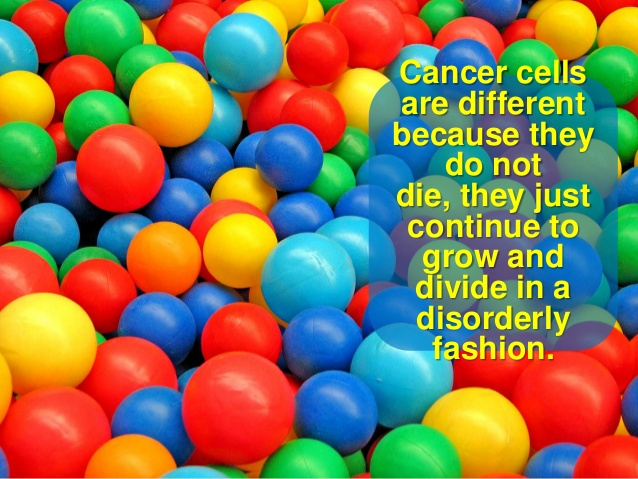 Cancer cells
are different
because they
do not
die, they just
continue to
grow and
divide in a
disorderly
fashion.